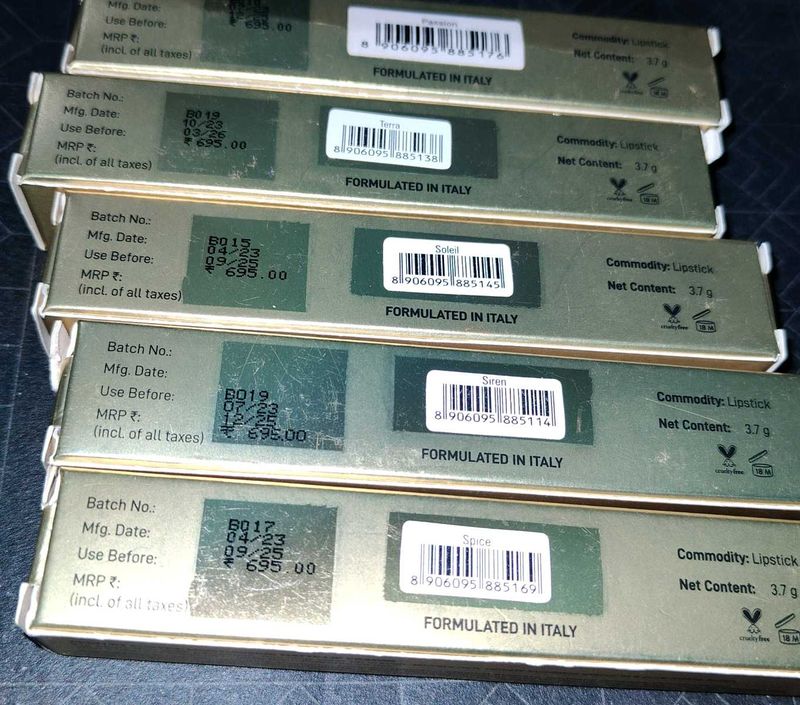 Mfg. Date:
Use Before:
MRP ₹:
(incl. of all taxes)
₹ 695.00
Passion
8 906095 885176
FORMULATED IN ITALY
Commodity: Lipstick
Net Content: 3.7 g
crueltyfree
Batch No.:
Mfg. Date:
Use Before:
MRP ₹:
(incl. of all taxes)
B019
10/23
03/26
₹ 695.00
Terra
8 906095 885138
FORMULATED IN ITALY
Commodity: Lipstick
Net Content: 3.7 g
crueltyfree
18 M
Batch No.:
Mfg. Date:
Use Before:
MRP ₹:
(incl. of all taxes)
B015
04/23
09/25
₹ 695.00
Soleil
8 906095 885145
FORMULATED IN ITALY
Commodity: Lipstick
Net Content: 3.7 g
crueltyfree
18 M
Batch No.:
Mfg. Date:
Use Before:
MRP ₹:
(incl. of all taxes)
B019
07/23
12/25
₹ 695.00
Siren
8 906095 885114
FORMULATED IN ITALY
Commodity: Lipstick
Net Content: 3.7 g
crueltyfree
18 M
Batch No.:
Mfg. Date:
Use Before:
MRP ₹:
(incl. of all taxes)
B017
04/23
09/25
₹ 695.00
Spice
8 906095 885169
FORMULATED IN ITALY
Commodity: Lipstick
Net Content: 3.7 g
crueltyfree
18 M